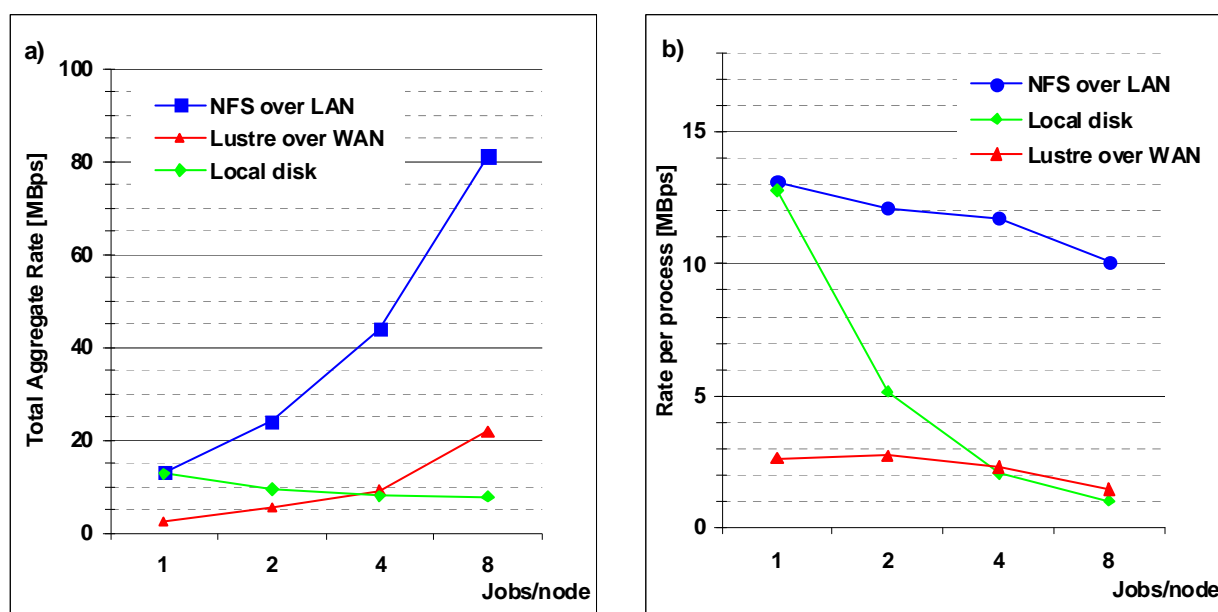 a)
Total Aggregate Rate [MBps]
100
80
60
40
20
0
NFS over LAN
Lustre over WAN
Local disk
1 2 4 8
Jobs/node
b)
Rate per process [MBps]
15
10
5
0
NFS over LAN
Local disk
Lustre over WAN
1 2 4 8
Jobs/node